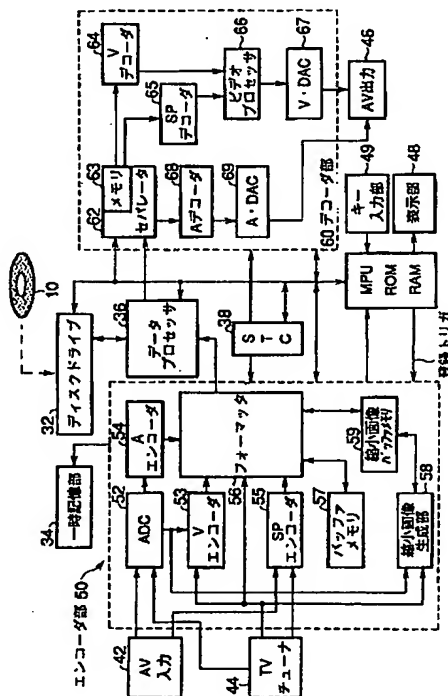 10
32
ディスクドライブ
34
一時記憶部
36
データプロセッサ
38
STC
エンコーダ部 50
42
AV入力
44
TVチューナ
52
ADC
53
Vエンコーダ
54
Aエンコーダ
55
SPエンコーダ
56
フォーマッタ
57
バッファメモリ
58
縮小画像生成部
59
縮小画像バッファメモリ
60 デコーダ部
62
セパレータ
63
メモリ
64
Vデコーダ
65
SPデコーダ
66
ビデオプロセッサ
67
V・DAC
68
Aデコーダ
69
A・DAC
46
AV出力
49
キー入力部
48
表示部
MPU
ROM
RAM
登録トリガ